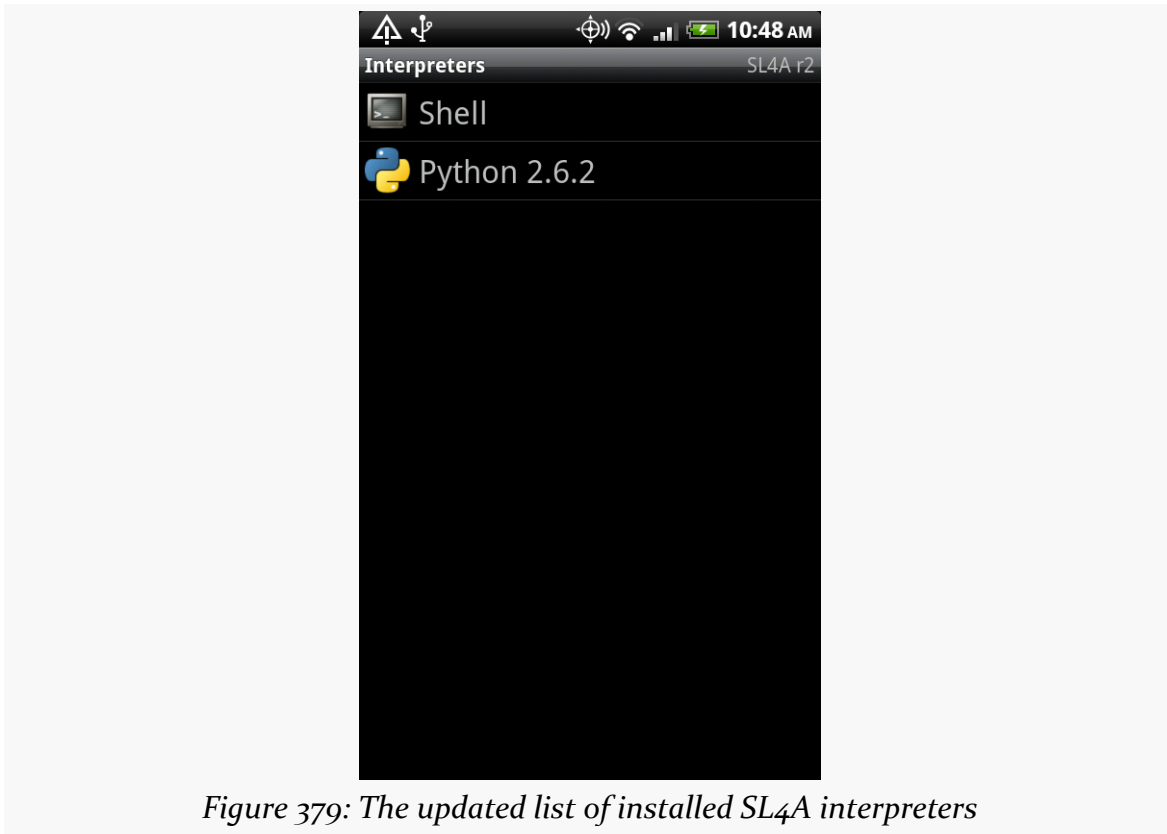 10:48 AM
Interpreters SL4A r2
Shell
Python 2.6.2
Figure 379: The updated list of installed SL4A interpreters